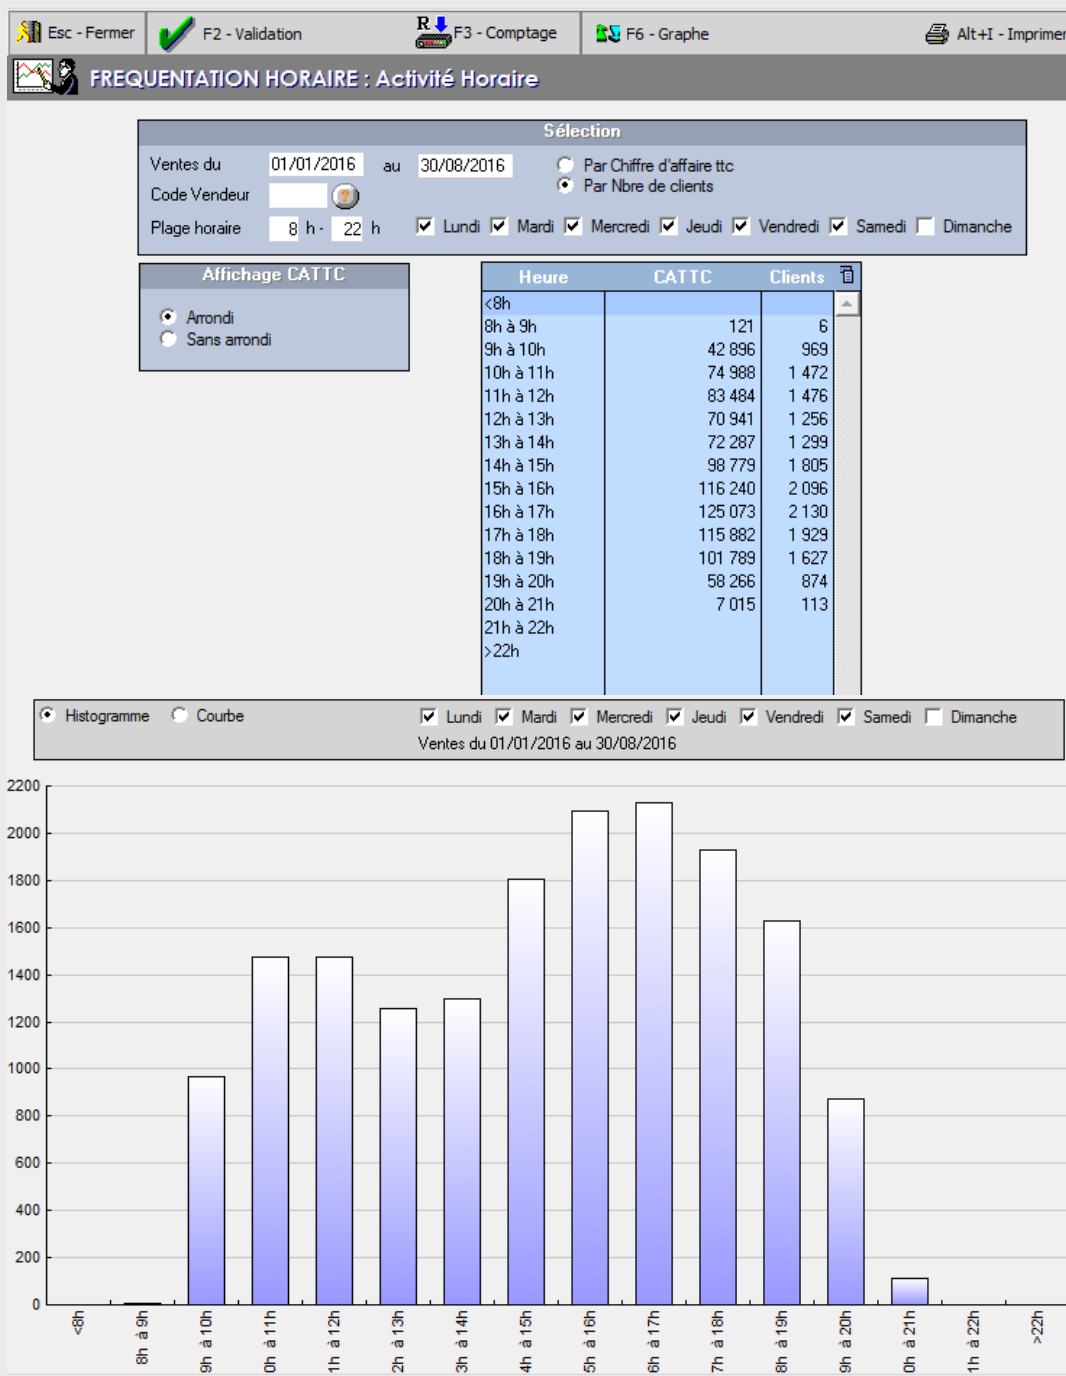 Esc - Fermer F2 - Validation R F3 - Comptage F6 - Graphe Alt+I - Imprimer
FREQUENTATION HORAIRE : Activité Horaire
Sélection
Ventes du 01/01/2016 au 30/08/2016 Par Chiffre d'affaire ttc
Code Vendeur ? Par Nbre de clients
Plage horaire 8 h - 22 h Lundi Mardi Mercredi Jeudi Vendredi Samedi Dimanche
Affichage CATTC
Arrondi
Sans arrondi
Heure CATTC Clients
<8h
8h à 9h 121 6
9h à 10h 42 896 969
10h à 11h 74 988 1 472
11h à 12h 83 484 1 476
12h à 13h 70 941 1 256
13h à 14h 72 287 1 299
14h à 15h 98 779 1 805
15h à 16h 116 240 2 096
16h à 17h 125 073 2 130
17h à 18h 115 882 1 929
18h à 19h 101 789 1 627
19h à 20h 58 266 874
20h à 21h 7 015 113
21h à 22h
>22h
Histogramme Courbe Lundi Mardi Mercredi Jeudi Vendredi Samedi Dimanche
Ventes du 01/01/2016 au 30/08/2016
2200
2000
1800
1600
1400
1200
1000
800
600
400
200
0
<8h
8h à 9h
9h à 10h
0h à 11h
1h à 12h
2h à 13h
3h à 14h
4h à 15h
5h à 16h
6h à 17h
7h à 18h
8h à 19h
9h à 20h
0h à 21h
1h à 22h
>22h